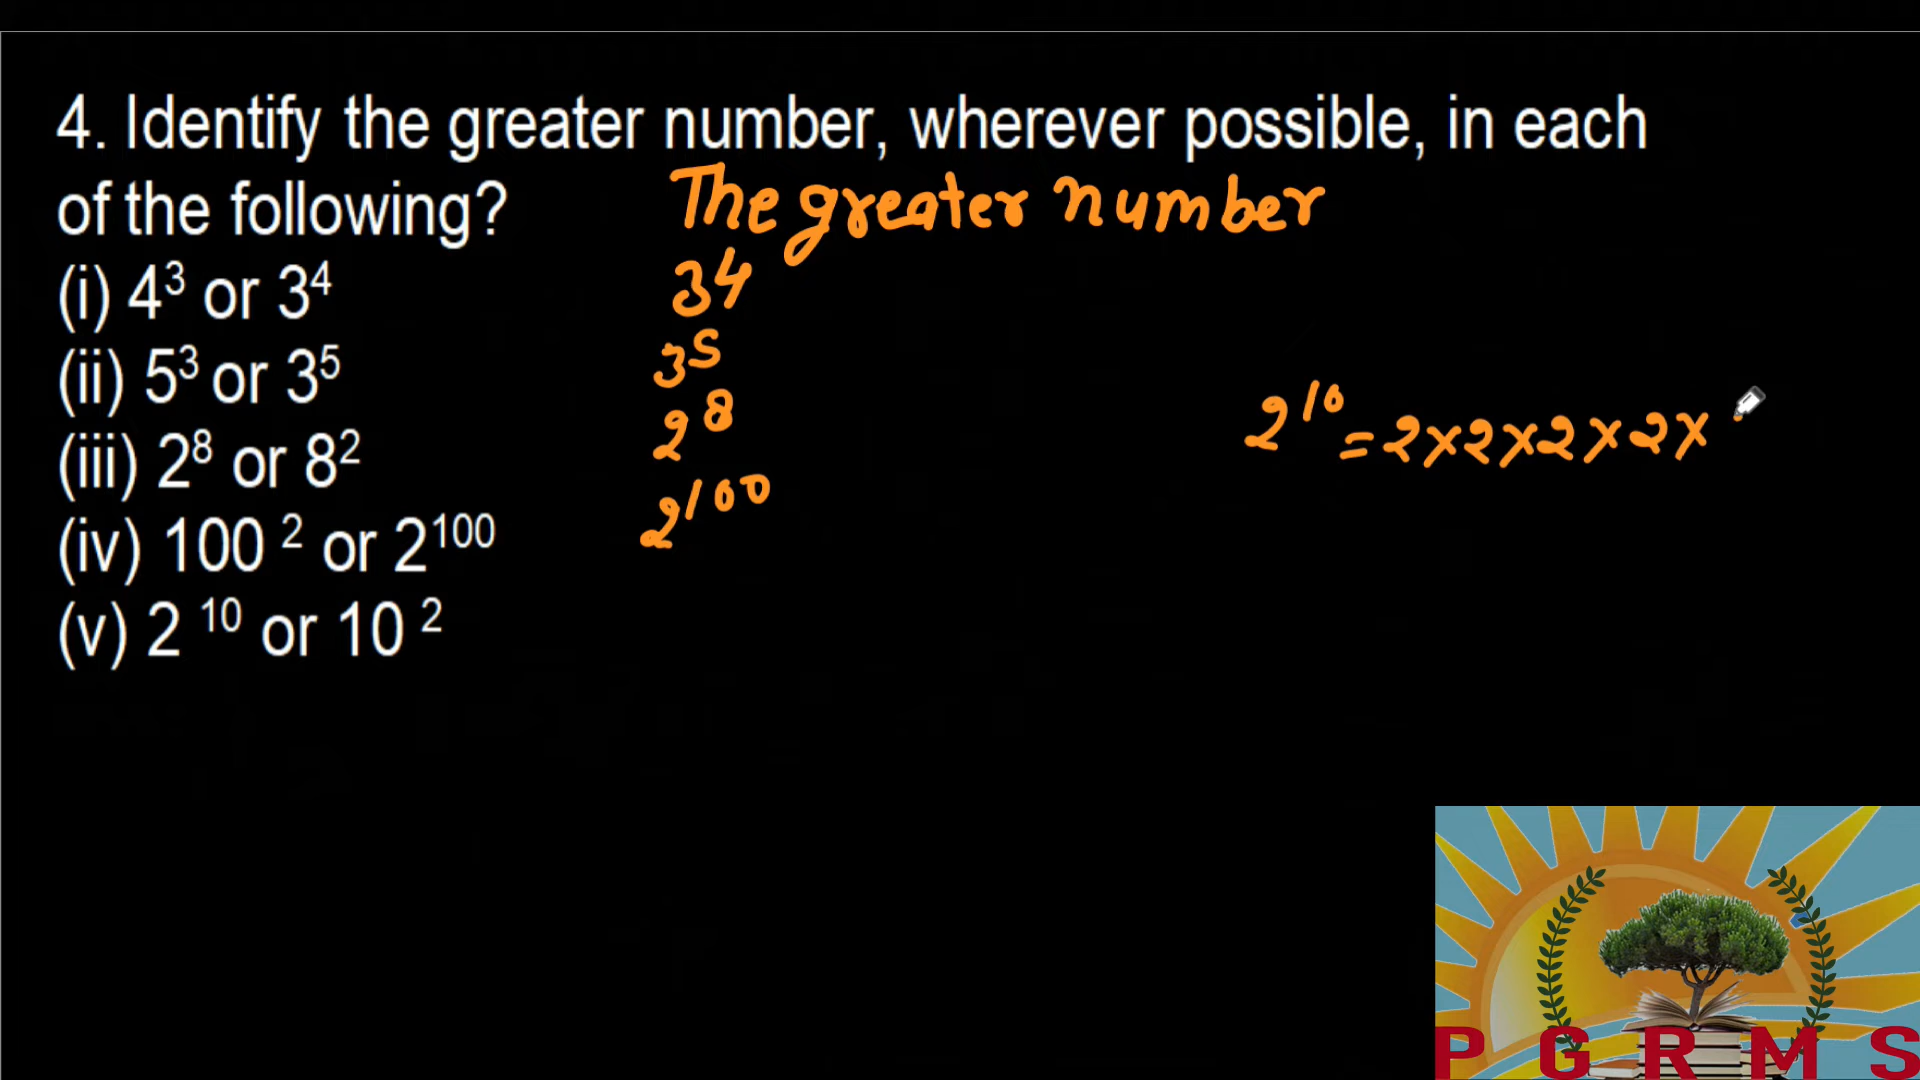 4. Identify the greater number, wherever possible, in each
of the following?
The greater number
(i) 4³ or 3⁴
3⁴
(ii) 5³ or 3⁵
3⁵
(iii) 2⁸ or 8²
2⁸
2¹⁰ = 2×2×2×2×
(iv) 100 ² or 2¹⁰⁰
2¹⁰⁰
(v) 2 ¹⁰ or 10 ²
P G R M S